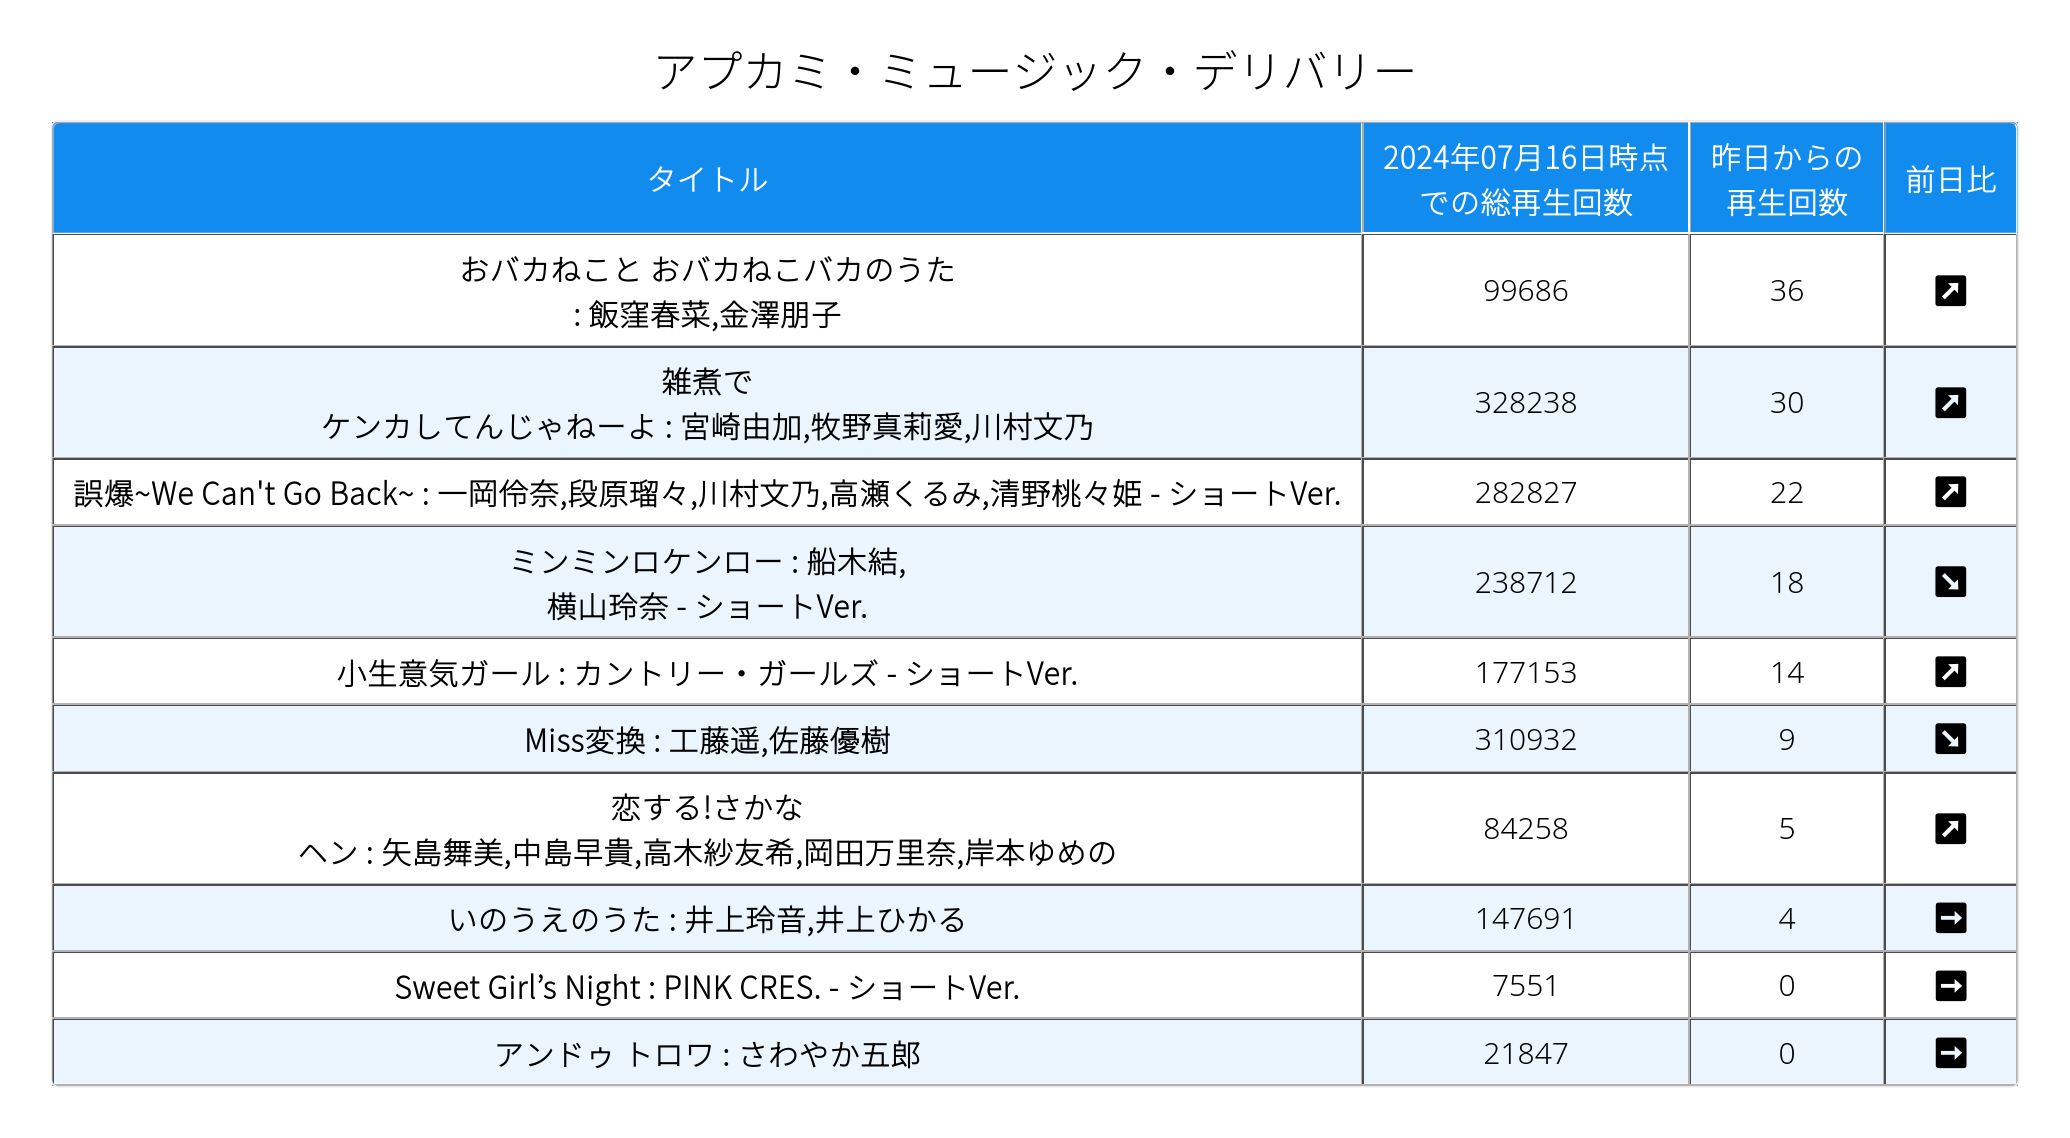 アプカミ・ミュージック・デリバリー
タイトル
2024年07月16日時点
での総再生回数
昨日からの
再生回数
前日比
おバカねこと おバカねこバカのうた
: 飯窪春菜,金澤朋子
99686
36
雑煮で
ケンカしてんじゃねーよ : 宮崎由加,牧野真莉愛,川村文乃
328238
30
誤爆~We Can't Go Back~ : 一岡伶奈,段原瑠々,川村文乃,高瀬くるみ,清野桃々姫 - ショートVer.
282827
22
ミンミンロケンロー : 船木結,
横山玲奈 - ショートVer.
238712
18
小生意気ガール : カントリー・ガールズ - ショートVer.
177153
14
Miss変換 : 工藤遥,佐藤優樹
310932
9
恋する!さかな
ヘン : 矢島舞美,中島早貴,高木紗友希,岡田万里奈,岸本ゆめの
84258
5
いのうえのうた : 井上玲音,井上ひかる
147691
4
Sweet Girl’s Night : PINK CRES. - ショートVer.
7551
0
アンドゥ トロワ : さわやか五郎
21847
0